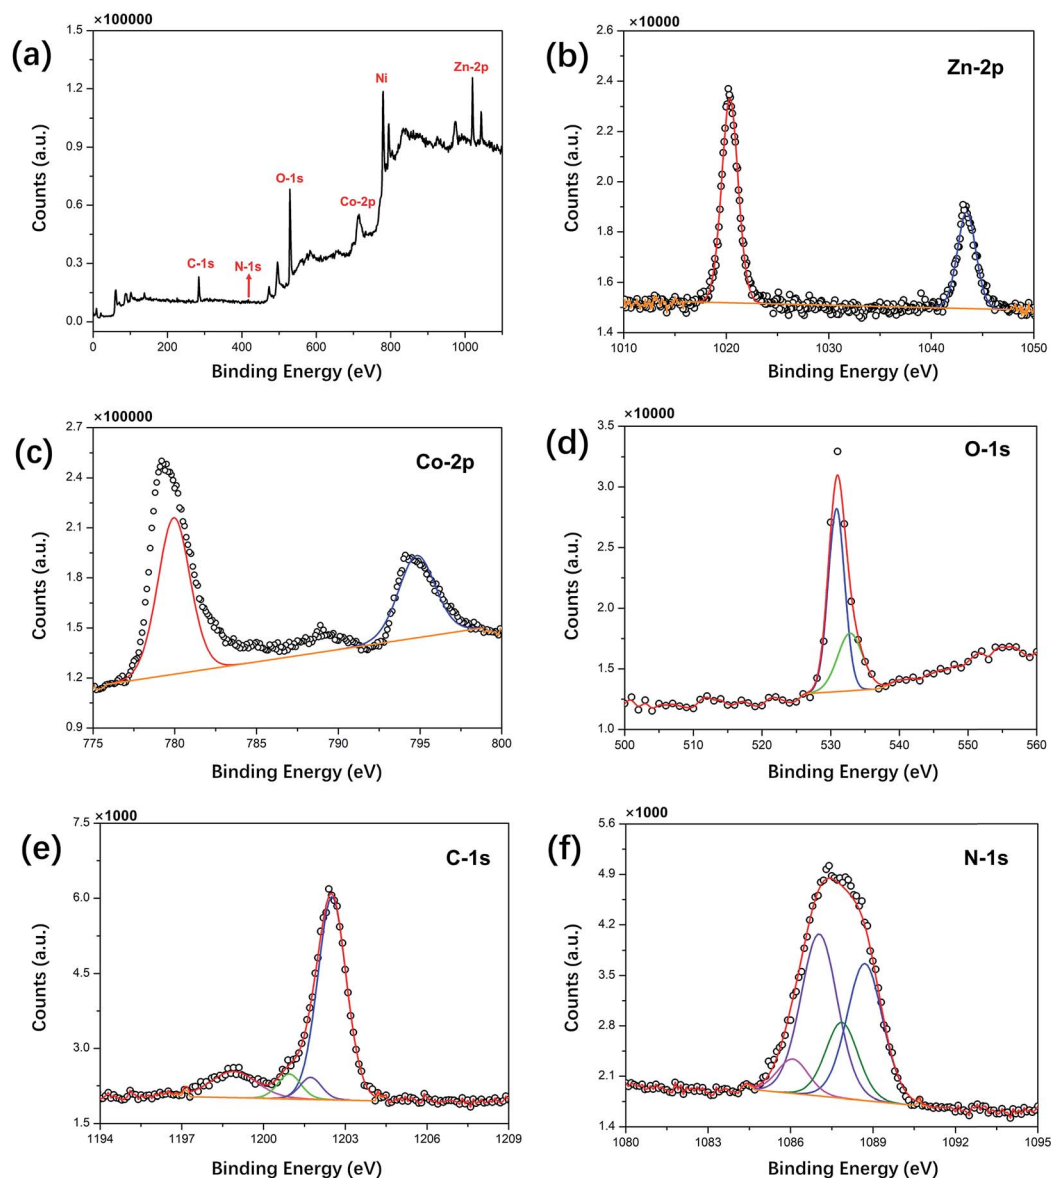 (a)
×100000
Counts (a.u.)
1.5
1.2
0.9
0.6
0.3
0.0
C-1s
N-1s
O-1s
Co-2p
Ni
Zn-2p
0 200 400 600 800 1000
Binding Energy (eV)
(b)
×10000
Zn-2p
Counts (a.u.)
2.6
2.4
2.2
2.0
1.8
1.6
1.4
1010 1020 1030 1040 1050
Binding Energy (eV)
(c)
×100000
Co-2p
Counts (a.u.)
2.7
2.4
2.1
1.8
1.5
1.2
0.9
775 780 785 790 795 800
Binding Energy (eV)
(d)
O-1s
Counts (a.u.)
×10000
3.5
3.0
2.5
2.0
1.5
1.0
500 510 520 530 540 550 560
Binding Energy (eV)
(e)
×1000
C-1s
Counts (a.u.)
7.5
6.0
4.5
3.0
1.5
1194 1197 1200 1203 1206 1209
Binding Energy (eV)
(f)
×1000
N-1s
Counts (a.u.)
5.6
4.9
4.2
3.5
2.8
2.1
1.4
1080 1083 1086 1089 1092 1095
Binding Energy (eV)